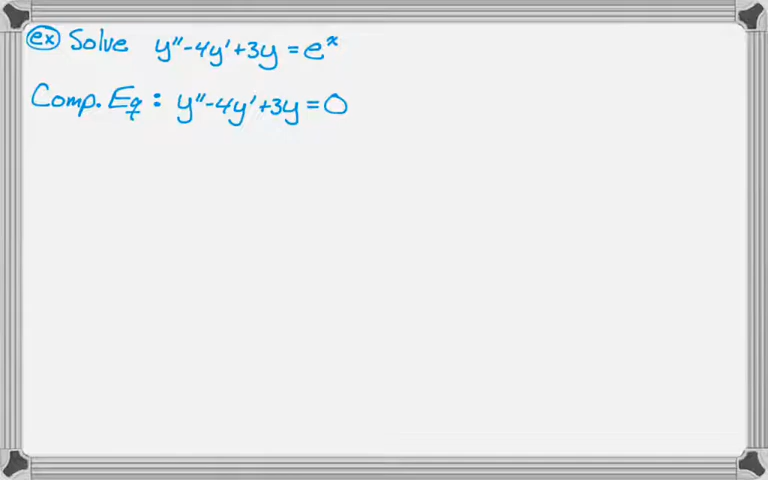 ex Solve y''-4y'+3y = e^x
Comp. Eq : y''-4y'+3y = 0